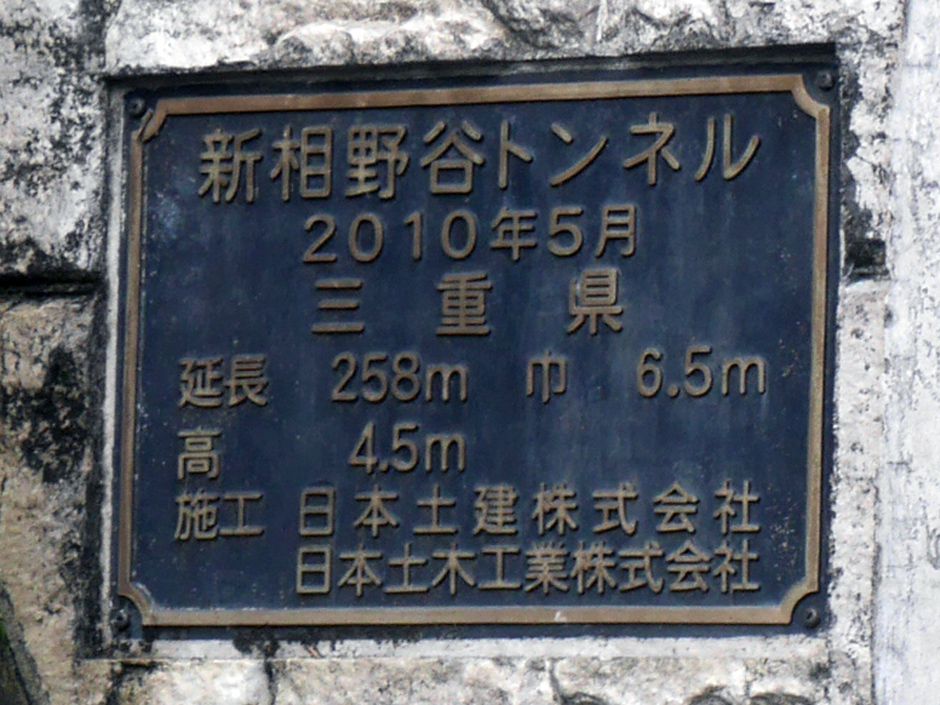 新相野谷トンネル
2010年5月
三重県
延長 258m 巾 6.5m
高 4.5m
施工 日本土建株式会社
日本土木工業株式会社